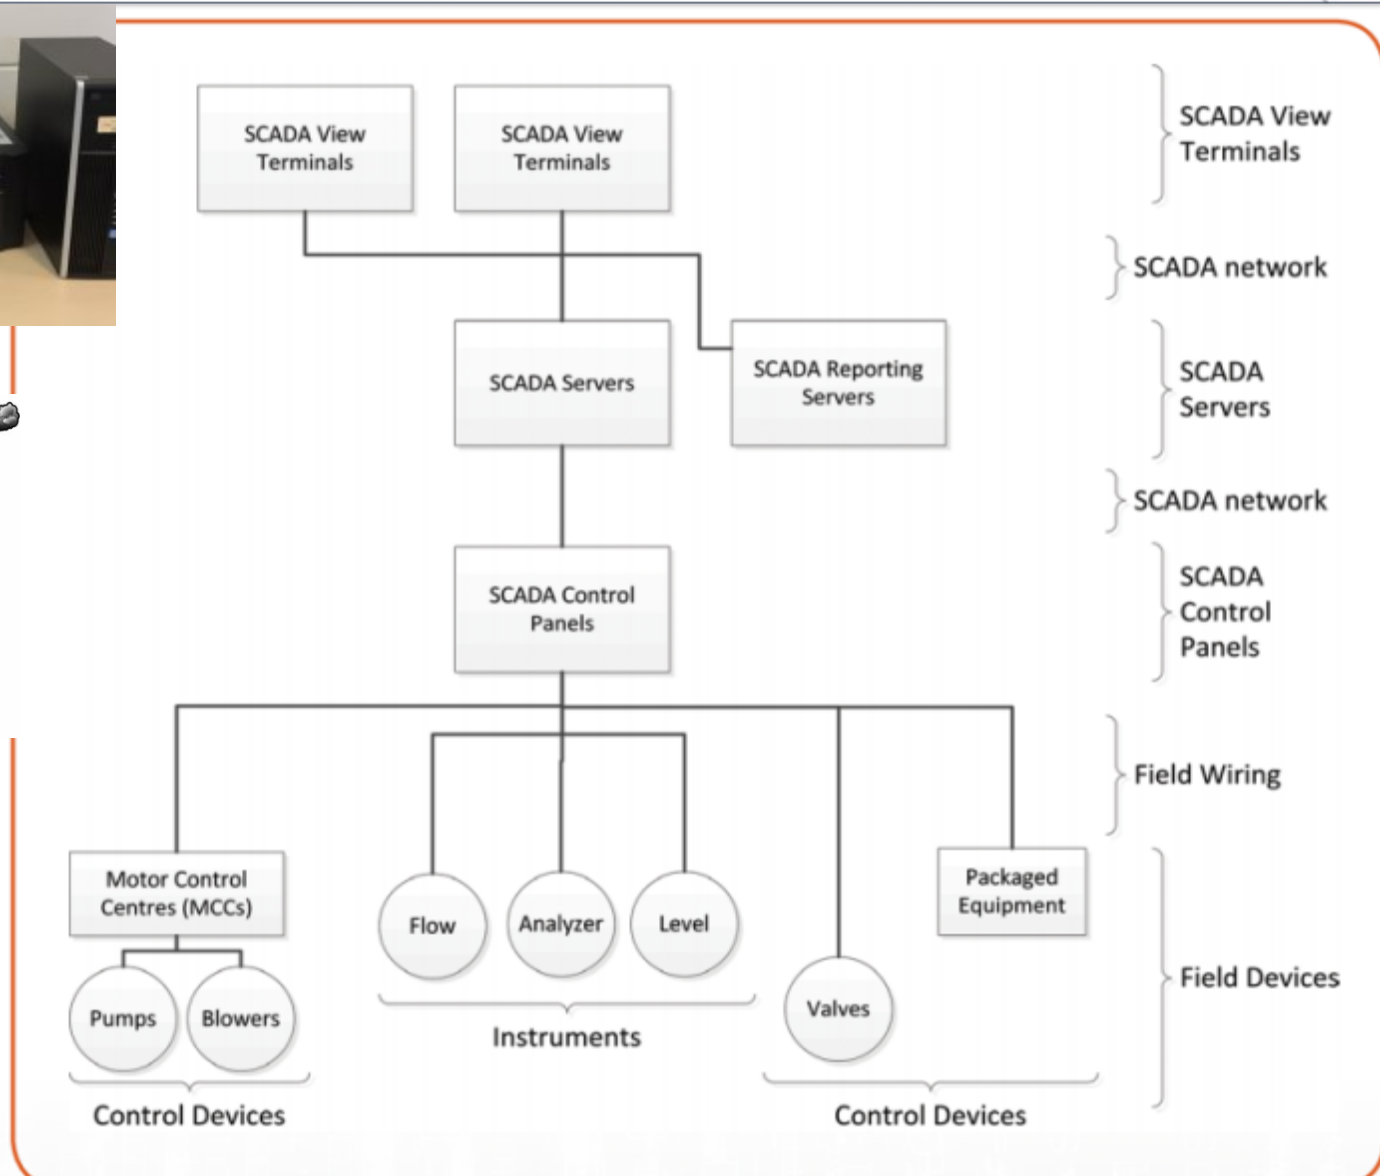 SCADA View
Terminals
SCADA View
Terminals
SCADA View
Terminals
SCADA network
SCADA Servers
SCADA Reporting
Servers
SCADA
Servers
SCADA network
SCADA Control
Panels
SCADA
Control
Panels
Field Wiring
Motor Control
Centres (MCCs)
Flow
Analyzer
Level
Packaged
Equipment
Pumps
Blowers
Valves
Field Devices
Instruments
Control Devices
Control Devices